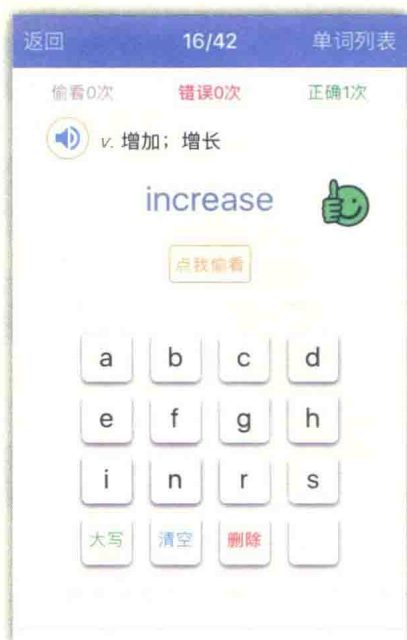 返回 16/42 单词列表
偷看0次 错误0次 正确1次
v. 增加；增长
increase
点我偷看
a b c d
e f g h
i n r s
大写 清空 删除